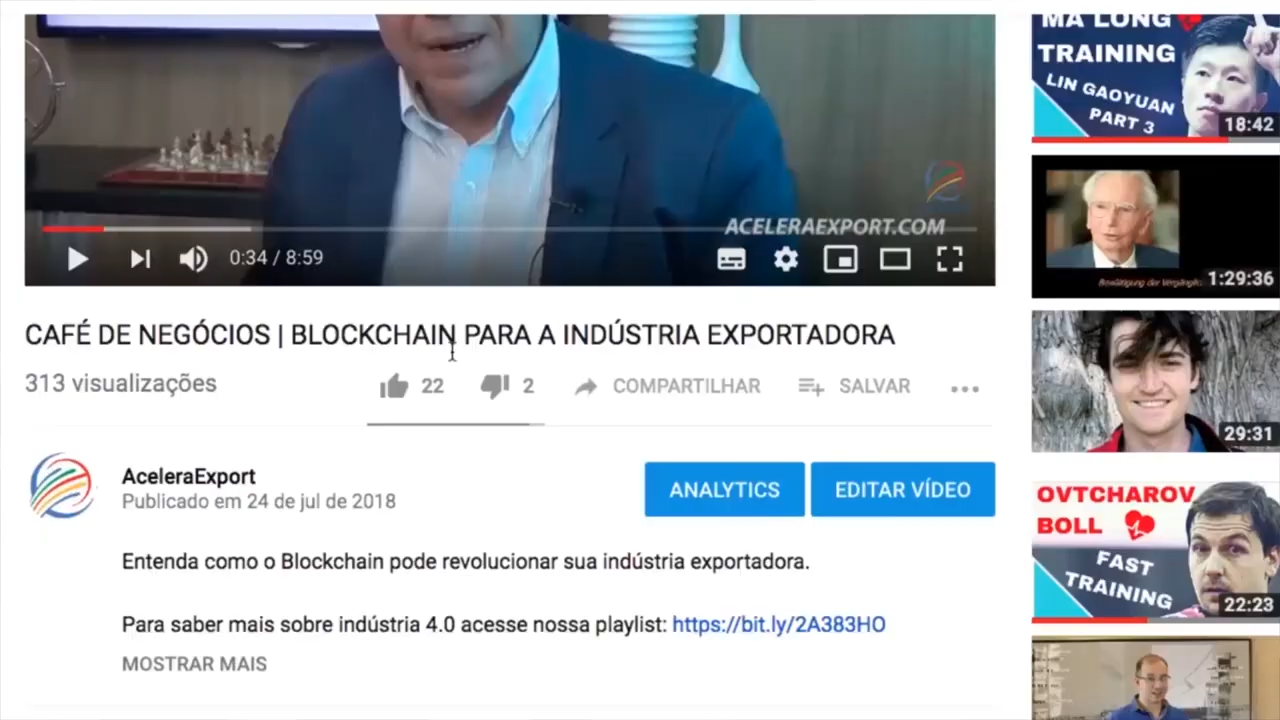 ACELERAEXPORT.COM
0:34 / 8:59
CAFÉ DE NEGÓCIOS | BLOCKCHAIN PARA A INDÚSTRIA EXPORTADORA
313 visualizações
22
2
COMPARTILHAR
SALVAR
AceleraExport
Publicado em 24 de jul de 2018
ANALYTICS
EDITAR VÍDEO
Entenda como o Blockchain pode revolucionar sua indústria exportadora.
Para saber mais sobre indústria 4.0 acesse nossa playlist: https://bit.ly/2A383HO
MOSTRAR MAIS
MA LONG
TRAINING
LIN GAOYUAN
PART 3
18:42
1:29:36
29:31
OVTCHAROV
BOLL
FAST
TRAINING
22:23